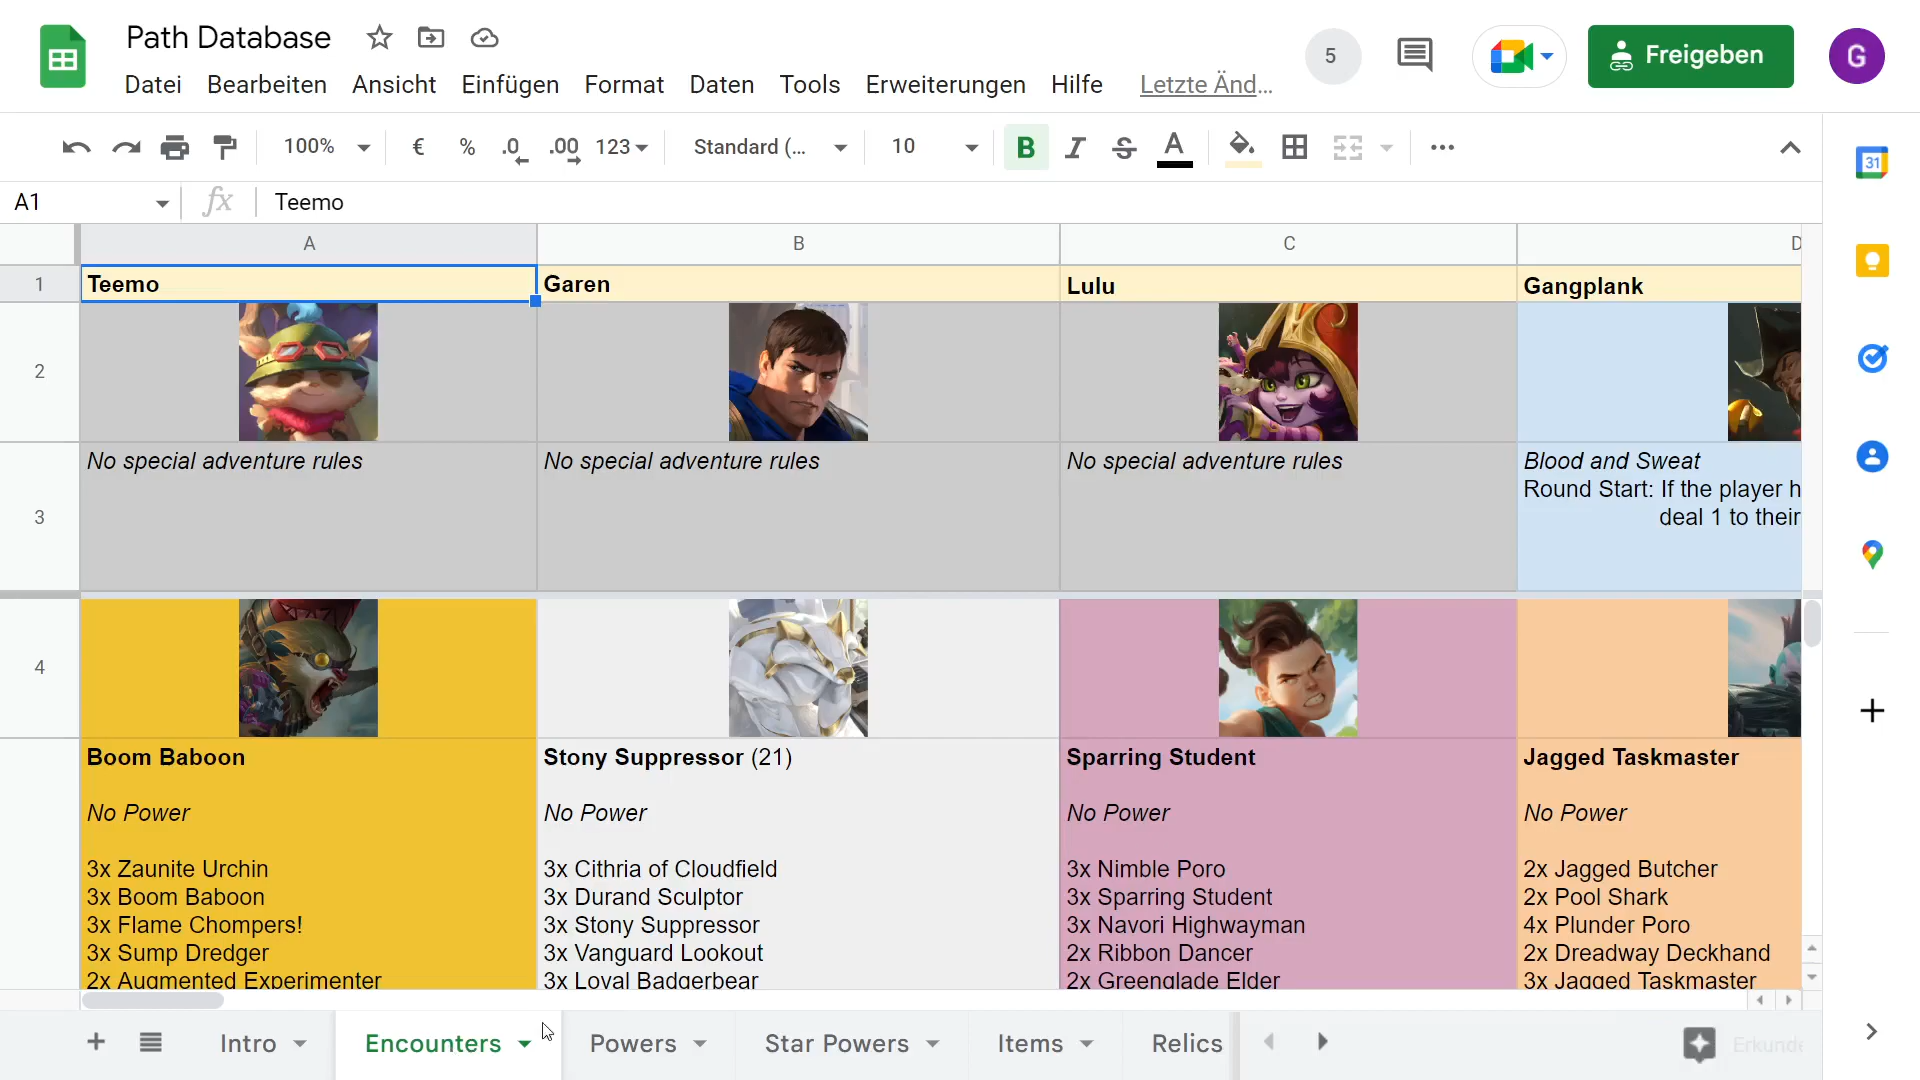 Path Database
5
Freigeben
G
Datei Bearbeiten Ansicht Einfügen Format Daten Tools Erweiterungen Hilfe Letzte Änd...
100% € % .0 .00 123 Standard (... 10 B I S A
31
A1 fx Teemo
A B C D
1 Teemo Garen Lulu Gangplank
2
3 No special adventure rules No special adventure rules No special adventure rules Blood and Sweat
Round Start: If the player h
deal 1 to their
4
Boom Baboon Stony Suppressor (21) Sparring Student Jagged Taskmaster
No Power No Power No Power No Power
3x Zaunite Urchin 3x Cithria of Cloudfield 3x Nimble Poro 2x Jagged Butcher
3x Boom Baboon 3x Durand Sculptor 3x Sparring Student 2x Pool Shark
3x Flame Chompers! 3x Stony Suppressor 3x Navori Highwayman 4x Plunder Poro
3x Sump Dredger 3x Vanguard Lookout 2x Ribbon Dancer 2x Dreadway Deckhand
2x Augmented Experimenter 3x Loyal Badgerbear 2x Greenglade Elder 3x Jagged Taskmaster
Intro Encounters Powers Star Powers Items Relics Erkunde